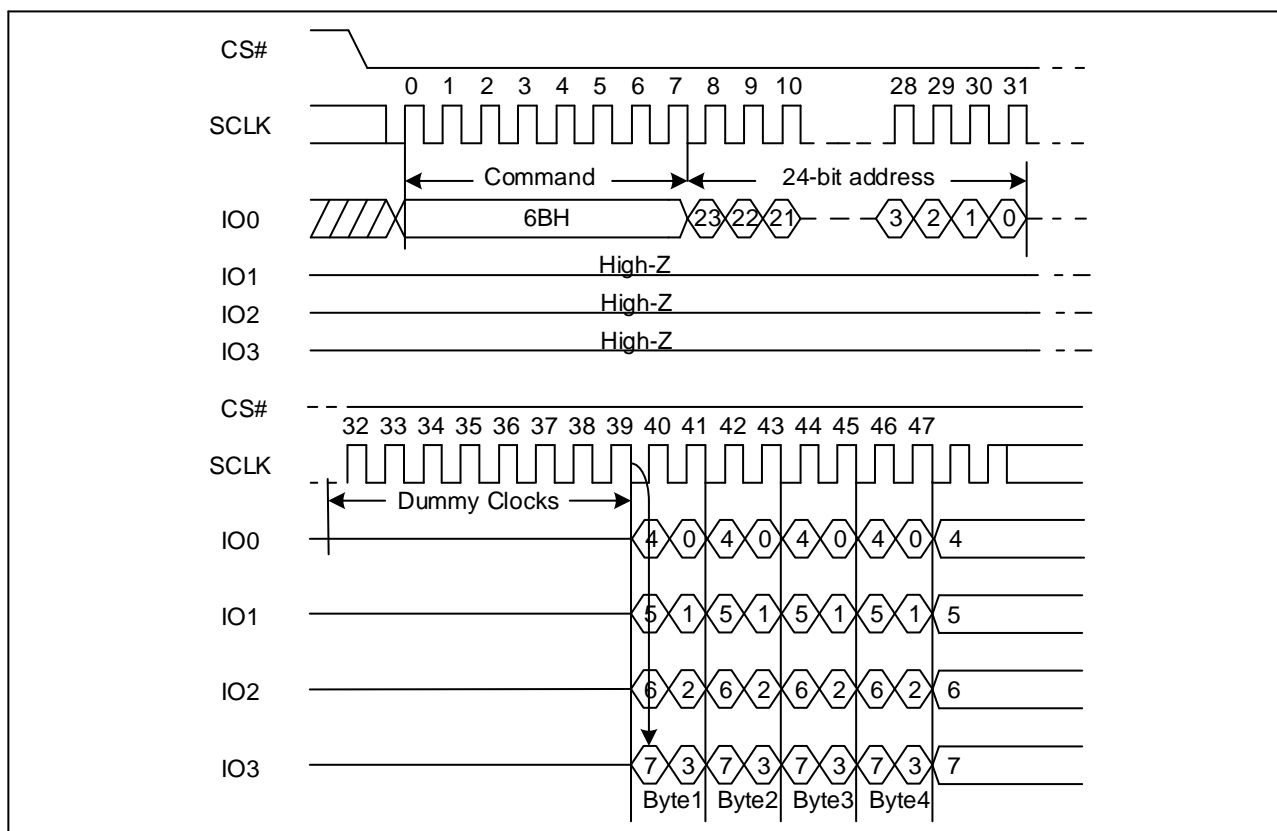 CS#
0 1 2 3 4 5 6 7 8 9 10 28 29 30 31
SCLK
Command 24-bit address
IO0 6BH 23 22 21 3 2 1 0
High-Z
IO1
High-Z
IO2
High-Z
IO3
CS#
32 33 34 35 36 37 38 39 40 41 42 43 44 45 46 47
SCLK
Dummy Clocks
IO0 4 0 4 0 4 0 4 0 4
IO1 5 1 5 1 5 1 5 1 5
IO2 6 2 6 2 6 2 6 2 6
IO3 7 3 7 3 7 3 7 3 7
Byte1 Byte2 Byte3 Byte4